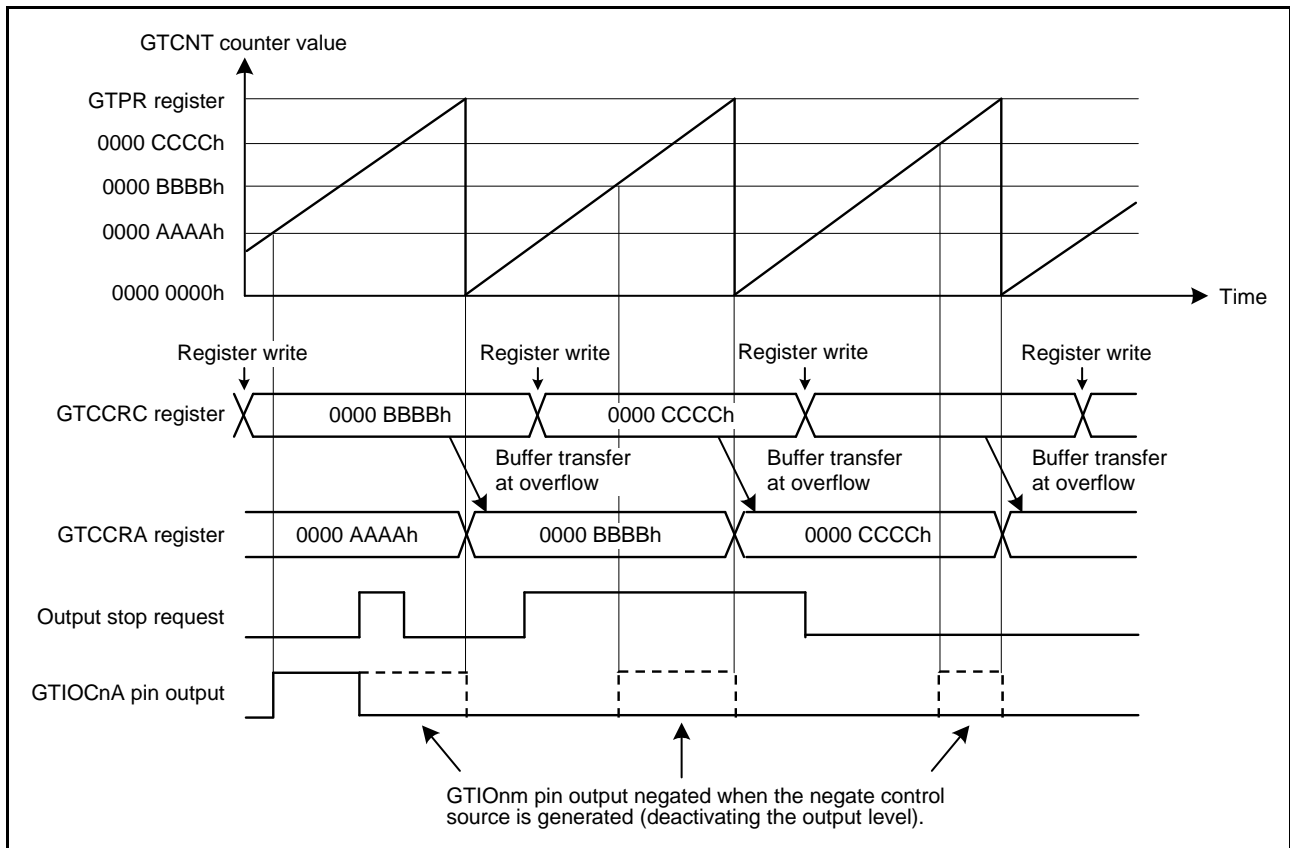 GTCNT counter value
GTPR register
0000 CCCCh
0000 BBBBh
0000 AAAAh
0000 0000h
Time
Register write
Register write
Register write
Register write
GTCCRC register
0000 BBBBh
0000 CCCCh
Buffer transfer
at overflow
Buffer transfer
at overflow
Buffer transfer
at overflow
GTCCRA register
0000 AAAAh
0000 BBBBh
0000 CCCCh
Output stop request
GTIOCnA pin output
GTIOnm pin output negated when the negate control
source is generated (deactivating the output level).